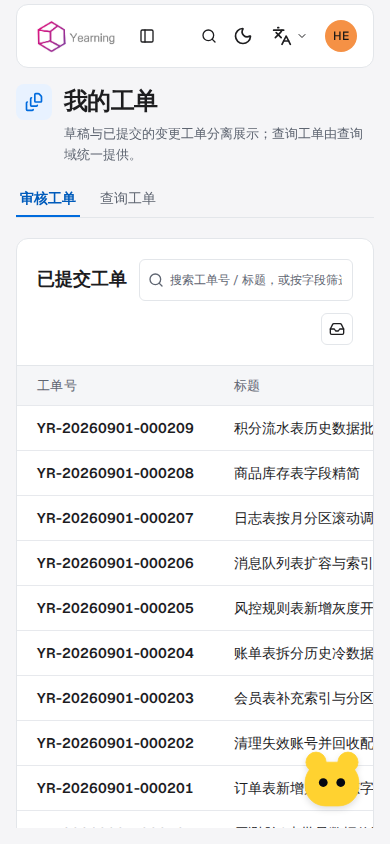 Yearning
HE
我的工单
草稿与已提交的变更工单分离展示；查询工单由查询
域统一提供。
审核工单 查询工单
已提交工单
搜索工单号 / 标题，或按字段筛选
工单号 标题
YR-20260901-000209 积分流水表历史数据批
YR-20260901-000208 商品库存表字段精简
YR-20260901-000207 日志表按月分区滚动调
YR-20260901-000206 消息队列表扩容与索引
YR-20260901-000205 风控规则表新增灰度开
YR-20260901-000204 账单表拆分历史冷数据
YR-20260901-000203 会员表补充索引与分区
YR-20260901-000202 清理失效账号并回收配
YR-20260901-000201 订单表新增 字